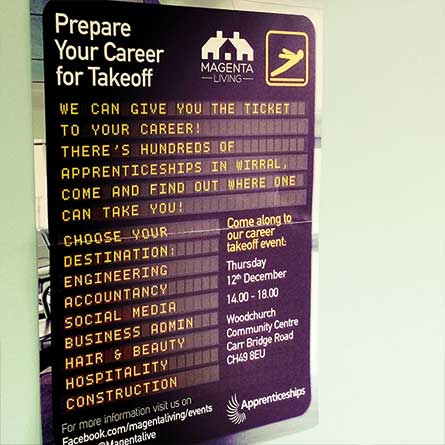 Prepare
Your Career
for Takeoff
MAGENTA
LIVING
WE CAN GIVE YOU THE TICKET
TO YOUR CAREER!
THERE'S HUNDREDS OF
APPRENTICESHIPS IN WIRRAL,
COME AND FIND OUT WHERE ONE
CAN TAKE YOU!
CHOOSE YOUR
DESTINATION:
ENGINEERING
ACCOUNTANCY
SOCIAL MEDIA
BUSINESS ADMIN
HAIR & BEAUTY
HOSPITALITY
CONSTRUCTION
Come along to
our career
takeoff event:
Thursday
12th December
14.00 - 18.00
Woodchurch
Community Centre
Carr Bridge Road
CH49 8EU
For more information visit us on
Facebook.com/magentaliving/events
@Magentalive
Apprenticeships